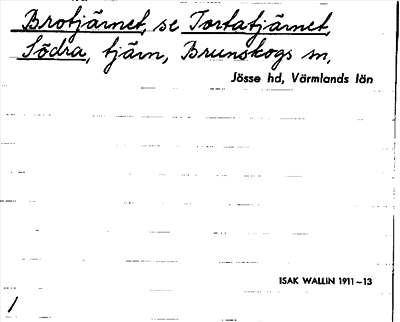 Brotjärnet, se Tortatjärnet,
Södra, tjärn, Brunskogs sn,
Jösse hd, Värmlands län
ISAK WALLIN 1911-13
1